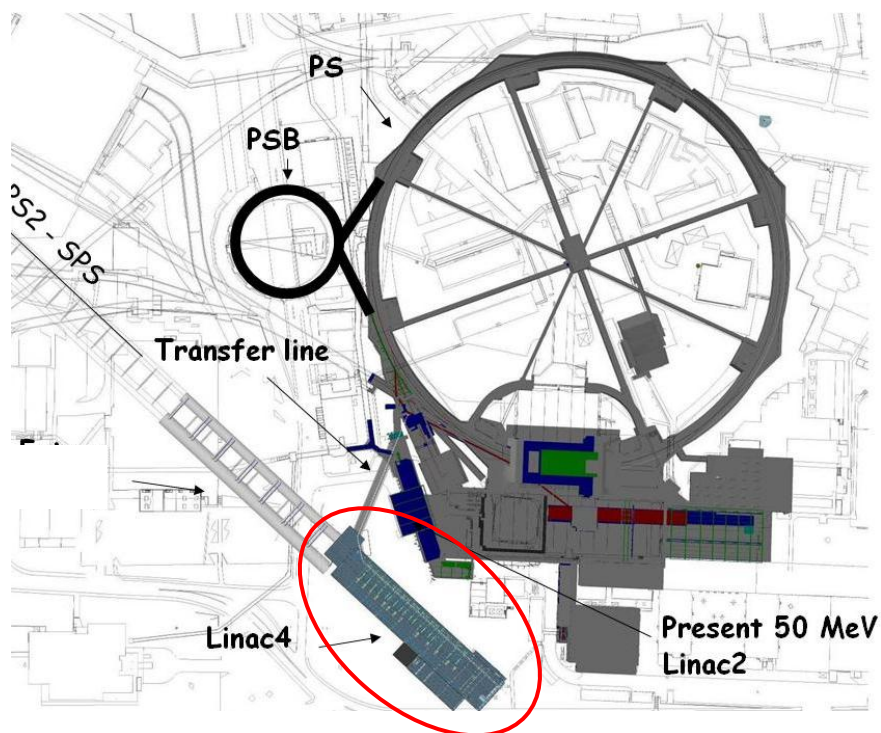 PS
PSB
PS2 - SPS
Transfer line
Linac4
Present 50 MeV
Linac2